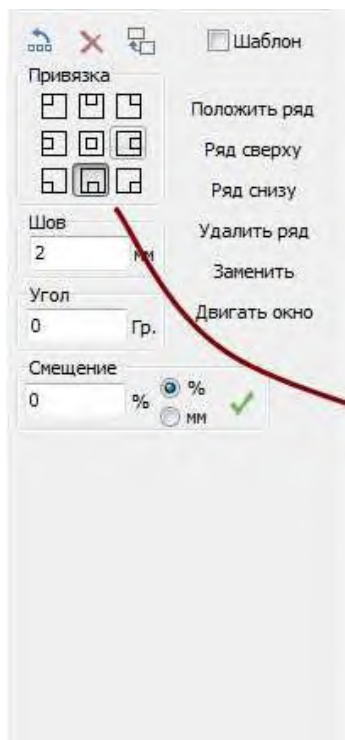 Шаблон
Привязка
Положить ряд
Ряд сверху
Ряд снизу
Шов
2 мм
Удалить ряд
Заменить
Угол
0 Гр.
Двигать окно
Смещение
0 % % 
мм